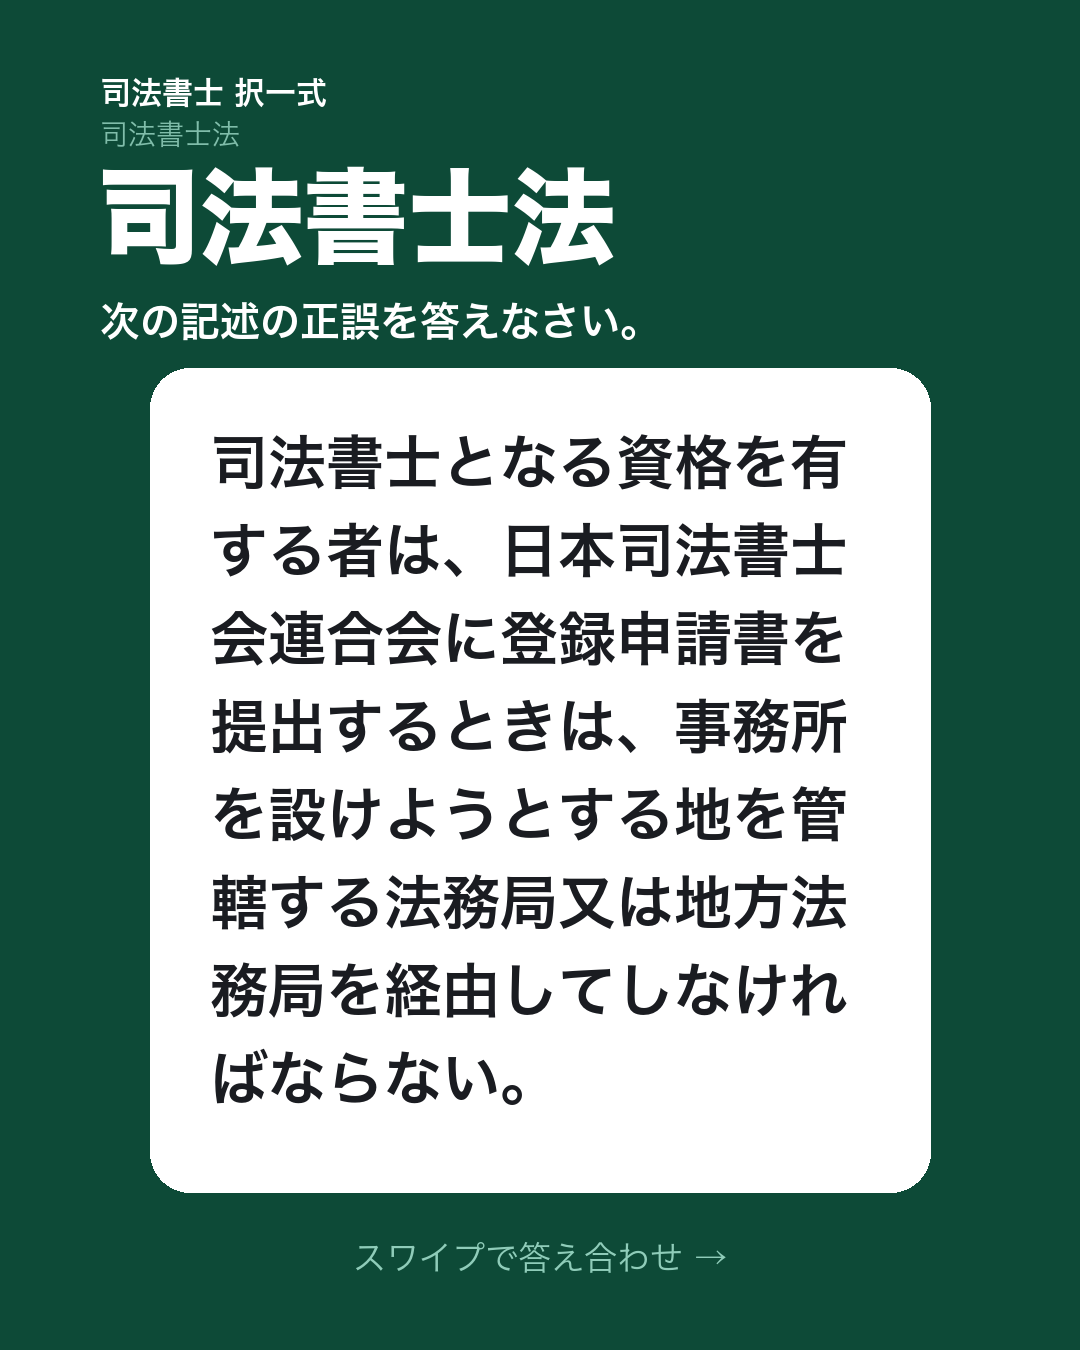 司法書士 択一式
司法書士法
司法書士法
次の記述の正誤を答えなさい。
司法書士となる資格を有
する者は、日本司法書士
会連合会に登録申請書を
提出するときは、事務所
を設けようとする地を管
轄する法務局又は地方法
務局を経由してしなけれ
ばならない。
スワイプで答え合わせ →